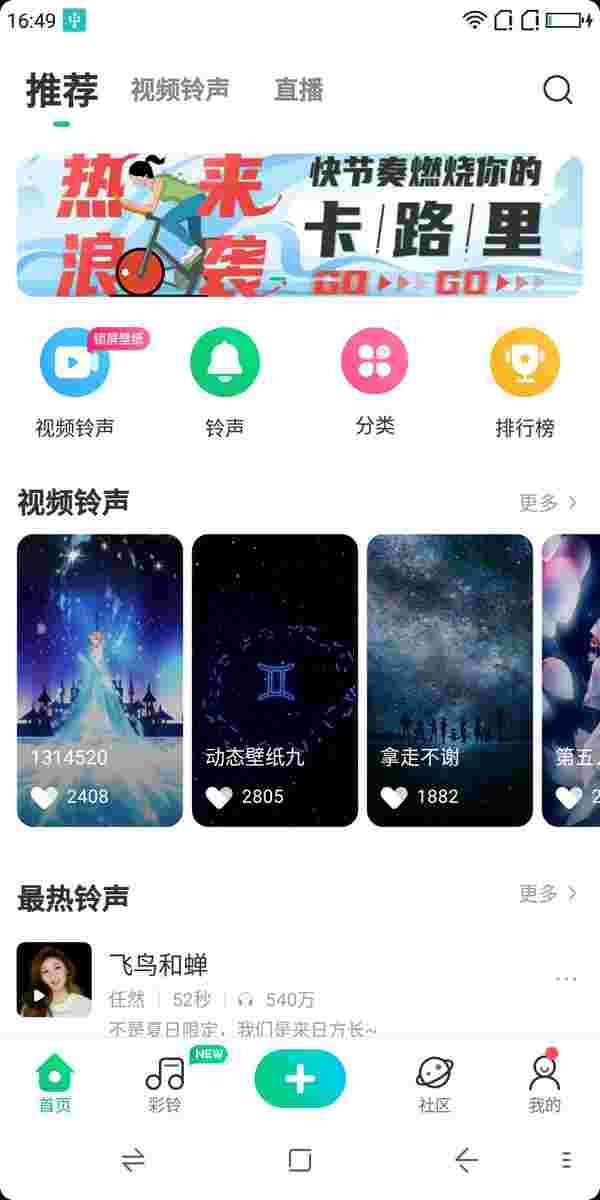 16:49
推荐 视频铃声 直播
热浪来袭
快节奏燃烧你的
卡 路 里
GO GO
锁屏壁纸
视频铃声 铃声 分类 排行榜
视频铃声 更多
1314520 动态壁纸九 拿走不谢 第五
2408 2805 1882 2
最热铃声 更多
飞鸟和蝉
任然 52秒 540万
不是夏日限定，我们是来日方长~
NEW
首页 彩铃 社区 我的